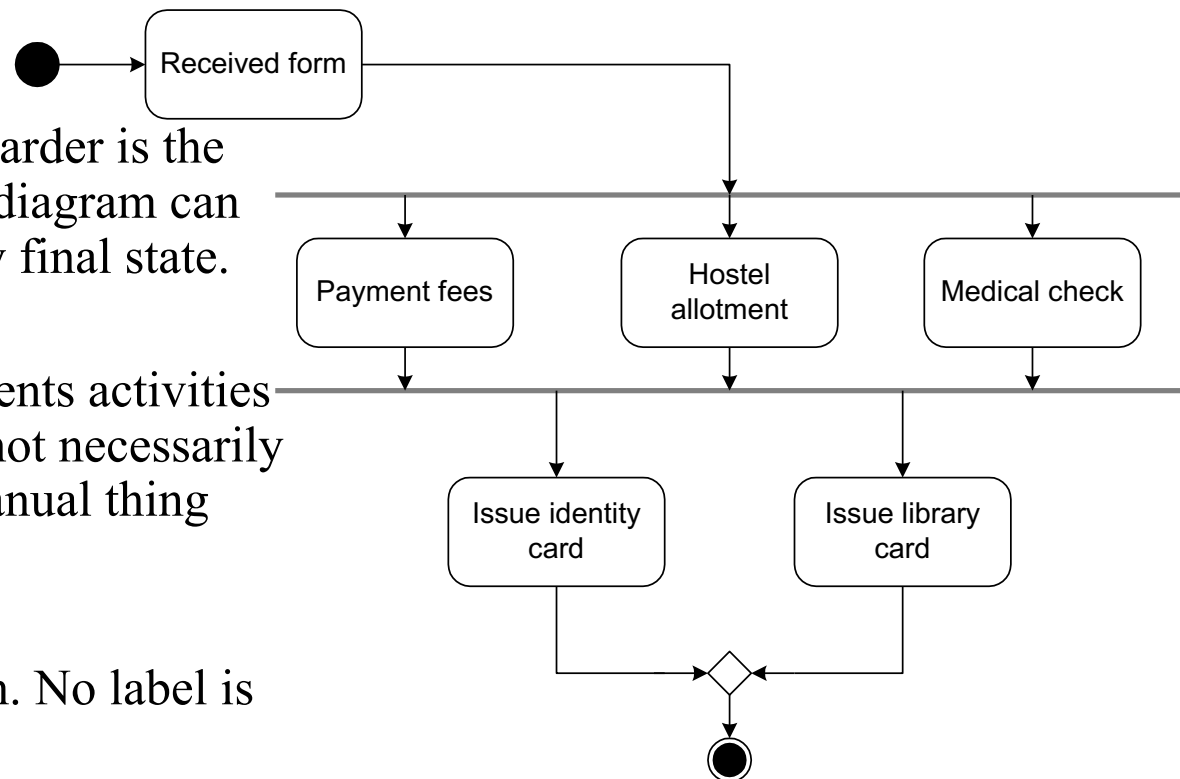 Received form
arder is the
diagram can
final state.
Payment fees
Hostel
allotment
Medical check
ents activities
not necessarily
anual thing
Issue identity
card
Issue library
card
. No label is